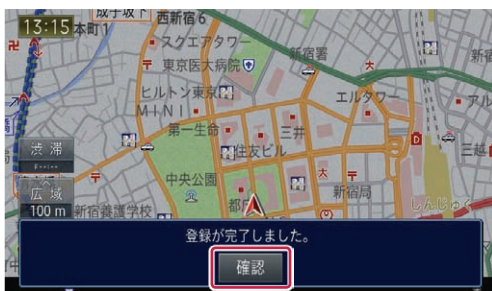 成子坂下
西新宿6
13:15
本町1
スクエアタワー
新宿署
東京医大病院
ヒルトン東京
エルタワー
MINI
第一生命
三井
渋滞
住友ビル
三越
中央公園
広域
新宿局
100m
新宿養護学校
都庁
しんじゅく
登録が完了しました。
確認